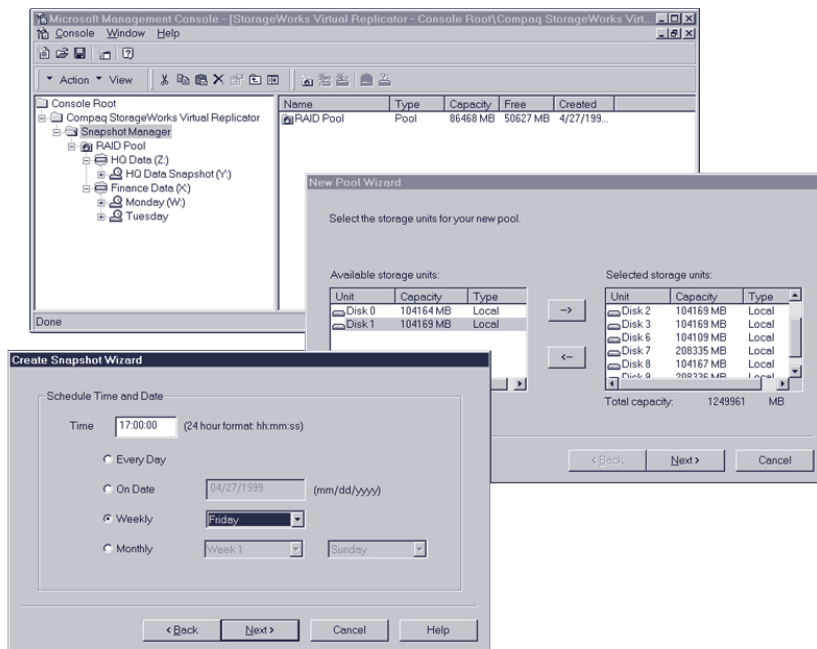 Microsoft Management Console - [StorageWorks Virtual Replicator - Console Root\Compaq StorageWorks Virt...
Console Window Help
Action View
Console Root
Compaq StorageWorks Virtual Replicator
Snapshot Manager
RAID Pool
HQ Data (Z:)
HQ Data Snapshot (Y:)
Finance Data (X:)
Monday (W:)
Tuesday
Name Type Capacity Free Created
RAID Pool Pool 86468 MB 50627 MB 4/27/199...
Done
New Pool Wizard
Select the storage units for your new pool.
Available storage units:
Unit Capacity Type
Disk 0 104164 MB Local
Disk 1 104169 MB Local
-->
<--
Selected storage units:
Unit Capacity Type
Disk 2 104169 MB Local
Disk 3 104169 MB Local
Disk 6 104109 MB Local
Disk 7 208335 MB Local
Disk 8 104167 MB Local
Disk 9 208336 MB Local
Total capacity: 1249961 MB
< Back Next > Cancel
Create Snapshot Wizard
Schedule Time and Date
Time 17:00:00 (24 hour format: hh:mm:ss)
Every Day
On Date 04/27/1999 (mm/dd/yyyy)
Weekly Friday
Monthly Week 1 Sunday
< Back Next > Cancel Help